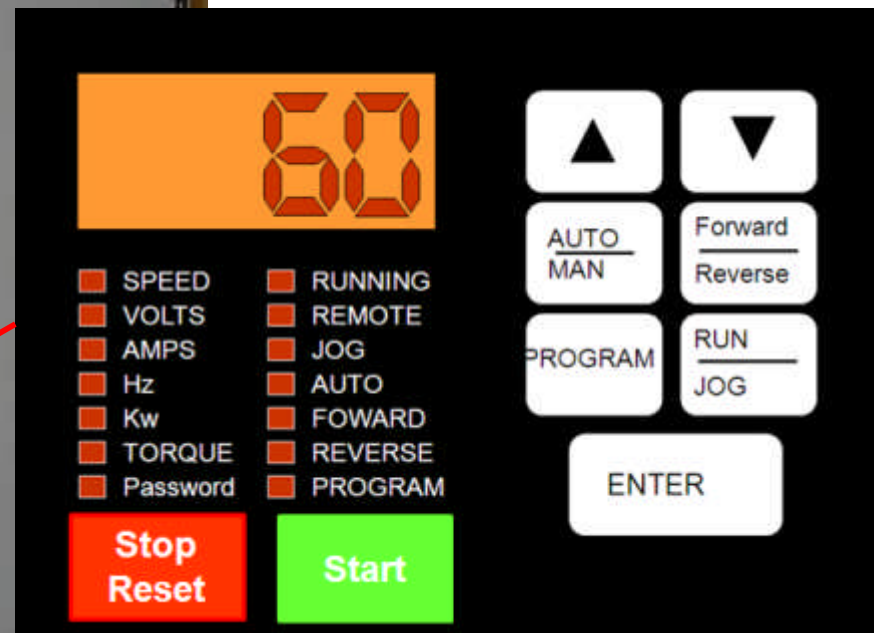 60
▲ ▼
AUTO
MAN
Forward
Reverse
SPEED
VOLTS
AMPS
Hz
Kw
TORQUE
Password
RUNNING
REMOTE
JOG
AUTO
FOWARD
REVERSE
PROGRAM
PROGRAM
RUN
JOG
ENTER
Stop
Reset
Start